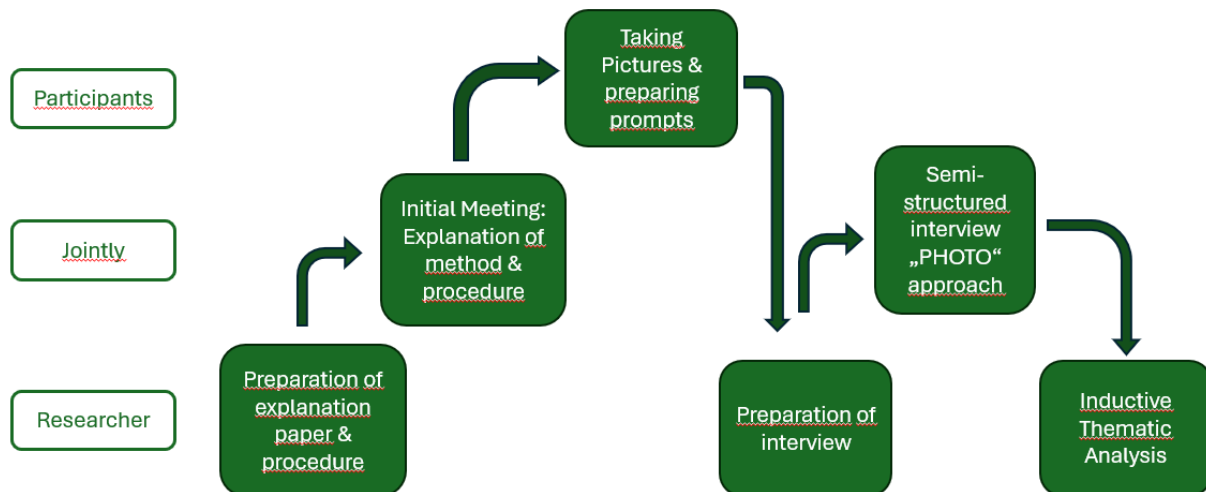 Participants
Jointly
Researcher
Preparation of
explanation
paper &
procedure
Initial Meeting:
Explanation of
method &
procedure
Taking
Pictures &
preparing
prompts
Preparation of
interview
Semi-
structured
interview
„PHOTO“
approach
Inductive
Thematic
Analysis